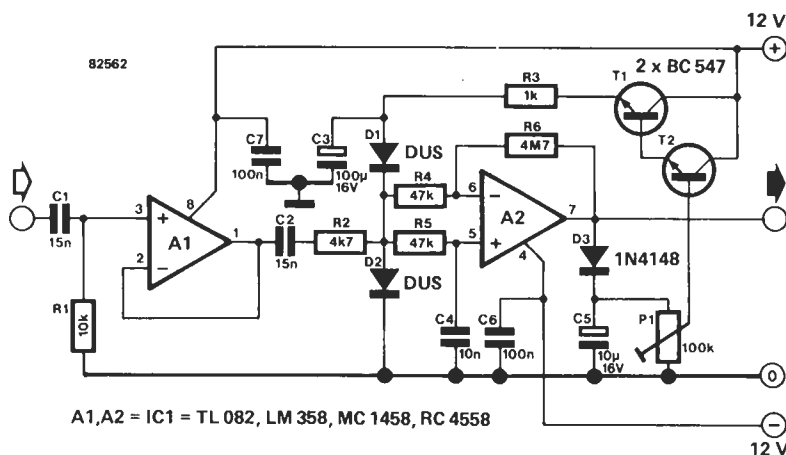 12 V
+
82562
2 x BC 547
T1
R3
1k
T2
R6
4M7
C7
100n
C3
100µ
16V
D1
DUS
R4
47k
C1
15n
3
+
8
A1
1
2
−
C2
15n
R2
4k7
R5
47k
6
−
A2
7
5
+
4
D3
1N4148
D2
DUS
R1
10k
C4
10n
C6
100n
C5
10µ
16V
P1
100k
0
A1,A2 = IC1 = TL 082, LM 358, MC 1458, RC 4558
−
12 V